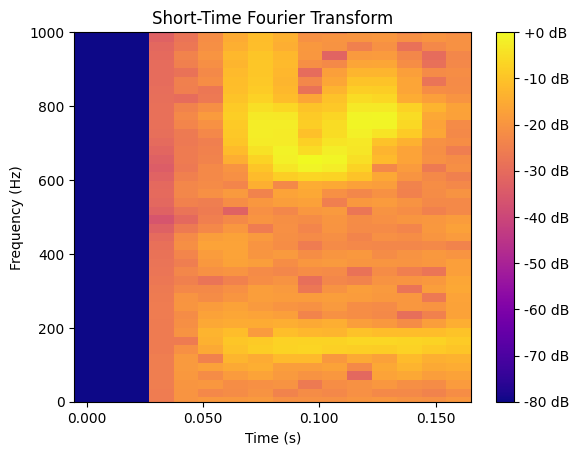 Short-Time Fourier Transform
1000
800
600
400
200
0
Frequency (Hz)
0.000
0.050
0.100
0.150
Time (s)
+0 dB
-10 dB
-20 dB
-30 dB
-40 dB
-50 dB
-60 dB
-70 dB
-80 dB